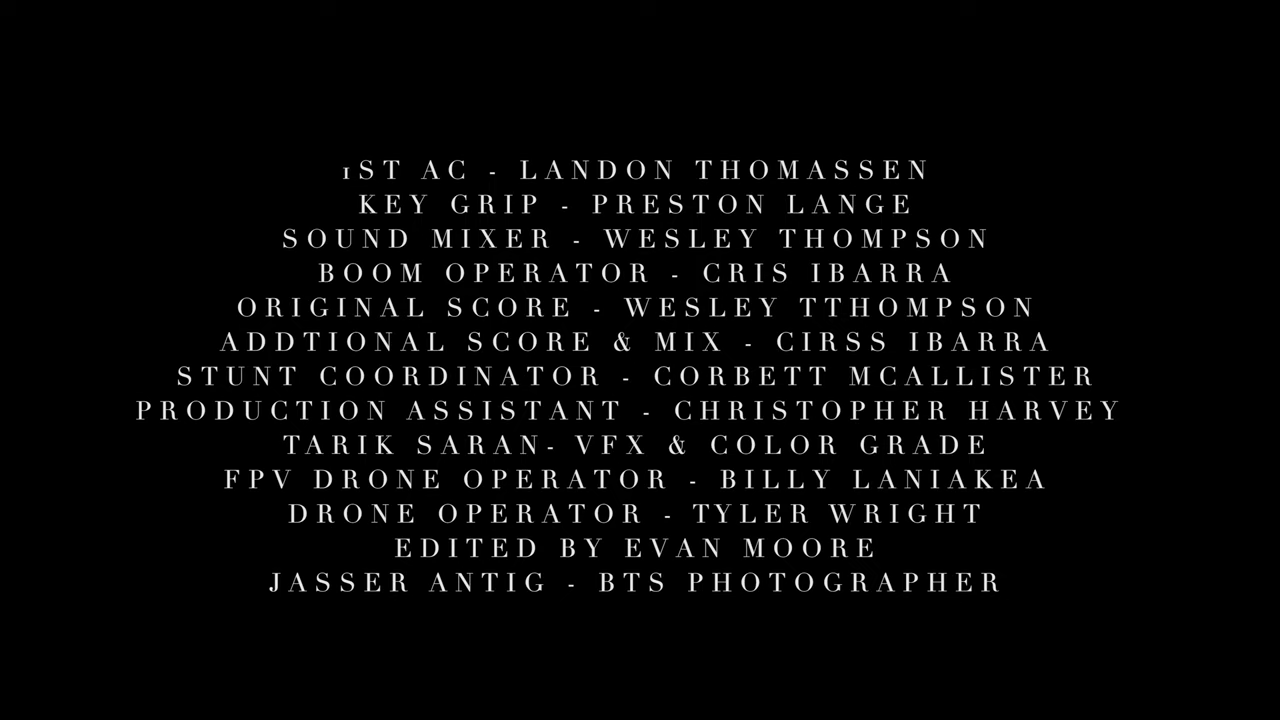 1ST AC - LANDON THOMASSEN
KEY GRIP - PRESTON LANGE
SOUND MIXER - WESLEY THOMPSON
BOOM OPERATOR - CRIS IBARRA
ORIGINAL SCORE - WESLEY TTHOMPSON
ADDTIONAL SCORE & MIX - CIRSS IBARRA
STUNT COORDINATOR - CORBETT MCALLISTER
PRODUCTION ASSISTANT - CHRISTOPHER HARVEY
TARIK SARAN- VFX & COLOR GRADE
FPV DRONE OPERATOR - BILLY LANIAKEA
DRONE OPERATOR - TYLER WRIGHT
EDITED BY EVAN MOORE
JASSER ANTIG - BTS PHOTOGRAPHER